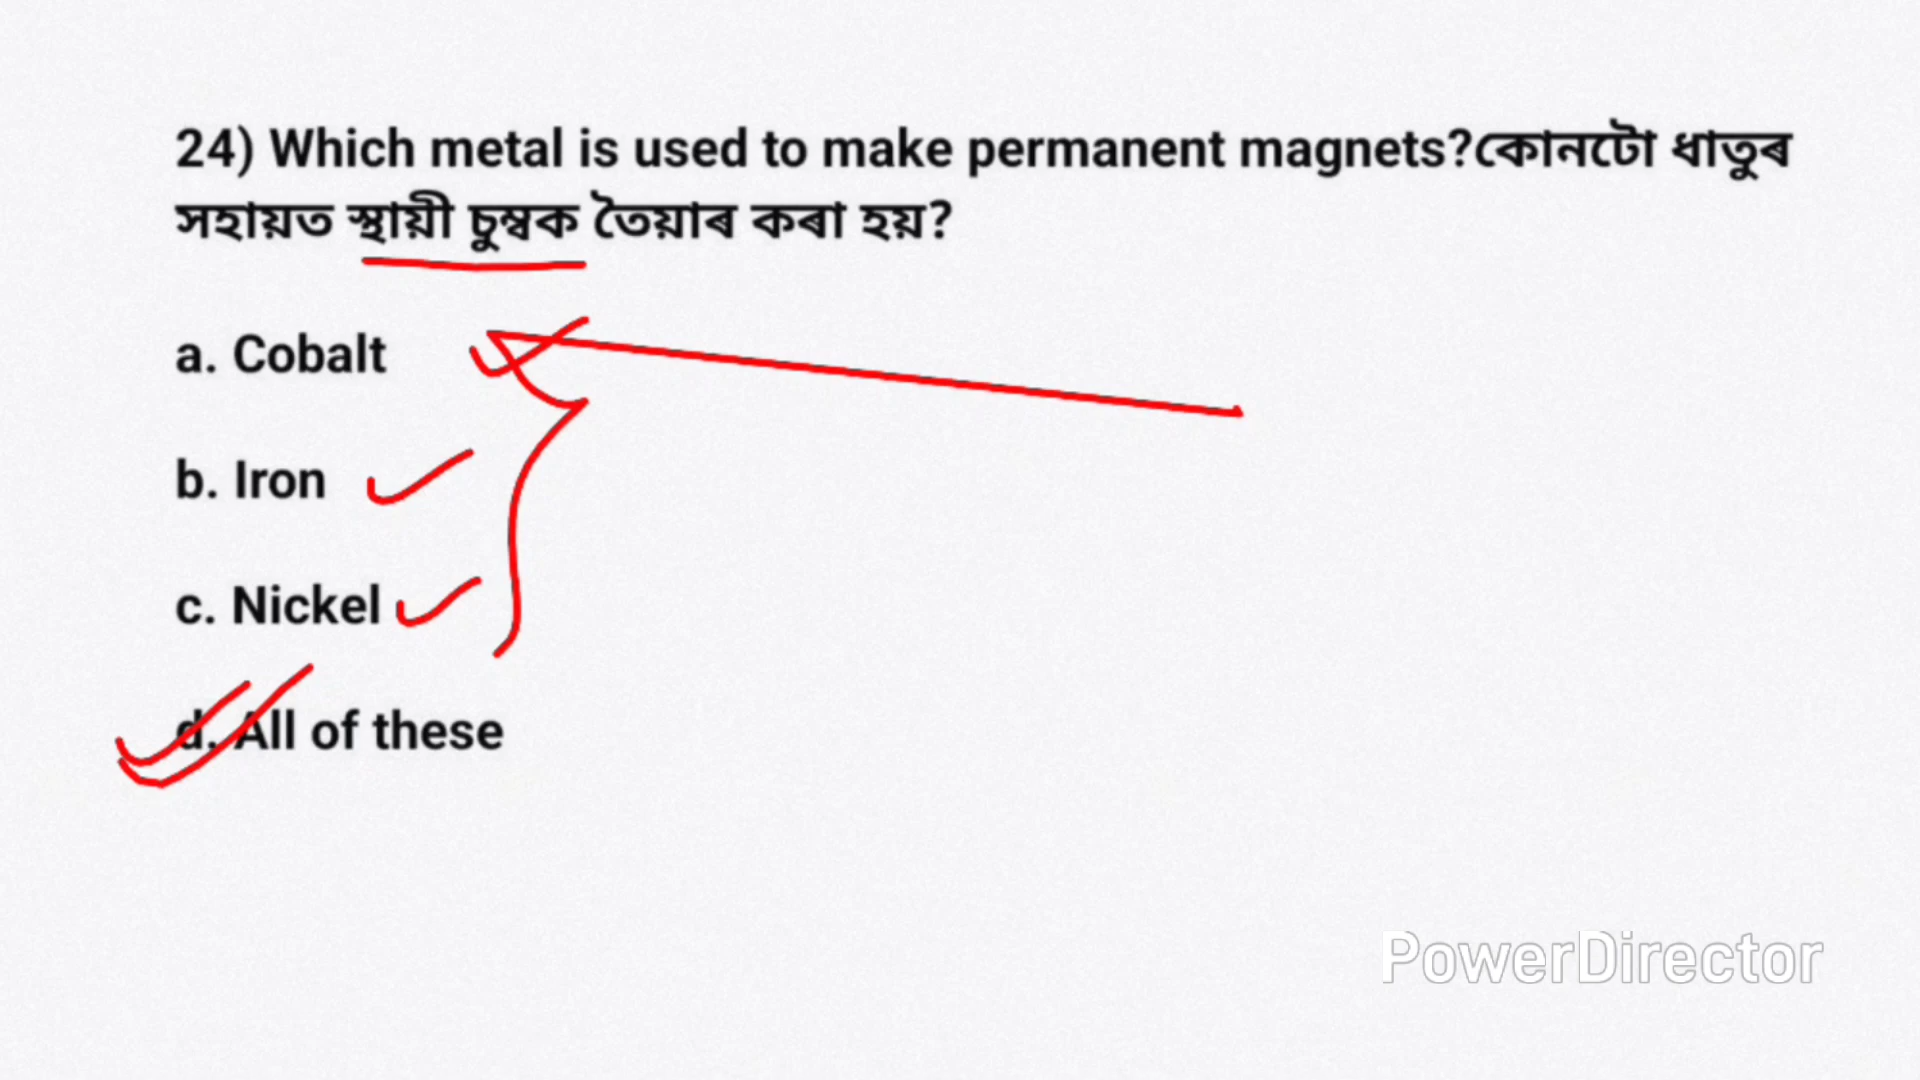 24) Which metal is used to make permanent magnets?কোনটো ধাতুৰ
সহায়ত স্থায়ী চুম্বক তৈয়াৰ কৰা হয়?
a. Cobalt
b. Iron
c. Nickel
d. All of these
PowerDirector